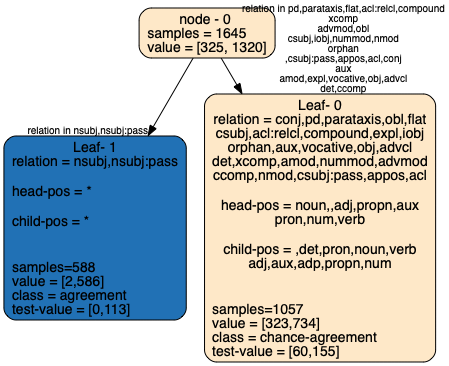 node - 0
samples = 1645
value = [325, 1320]
relation in pd,parataxis,flat,acl:relcl,compound
xcomp
advmod,obl
csubj,iobj,nummod,nmod
orphan
,csubj:pass,appos,acl,conj
aux
amod,expl,vocative,obj,advcl
det,ccomp
relation in nsubj,nsubj:pass
Leaf- 1
relation = nsubj,nsubj:pass
head-pos = *
child-pos = *
samples=588
value = [2,586]
class = agreement
test-value = [0,113]
Leaf- 0
relation = conj,pd,parataxis,obl,flat
csubj,acl:relcl,compound,expl,iobj
orphan,aux,vocative,obj,advcl
det,xcomp,amod,nummod,advmod
ccomp,nmod,csubj:pass,appos,acl
head-pos = noun,,adj,propn,aux
pron,num,verb
child-pos = ,det,pron,noun,verb
adj,aux,adp,propn,num
samples=1057
value = [323,734]
class = chance-agreement
test-value = [60,155]